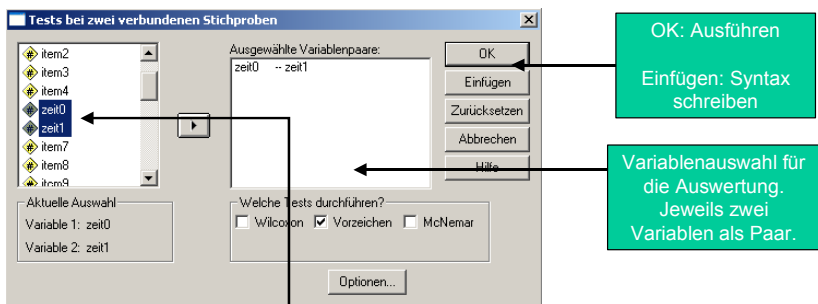 Tests bei zwei verbundenen Stichproben
item2
item3
item4
zeit0
zeit1
item7
item8
item9
Ausgewählte Variablenpaare:
zeit0 -- zeit1
OK
Einfügen
Zurücksetzen
Abbrechen
Hilfe
Aktuelle Auswahl
Variable 1: zeit0
Variable 2: zeit1
Welche Tests durchführen?
Wilcoxon Vorzeichen McNemar
Optionen...
OK: Ausführen
Einfügen: Syntax
schreiben
Variablenauswahl für
die Auswertung.
Jeweils zwei
Variablen als Paar.